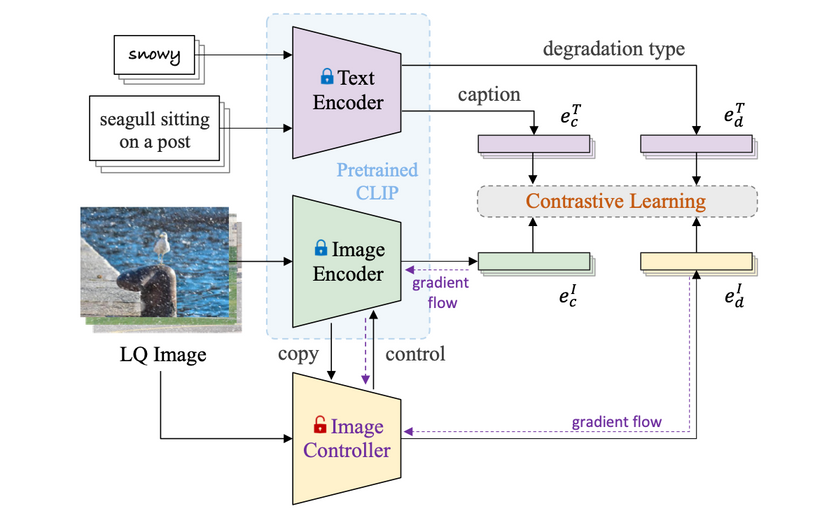 snowy
seagull sitting
on a post
Text
Encoder
degradation type
caption
e_c^T
e_d^T
Pretrained
CLIP
Contrastive Learning
Image
Encoder
gradient
flow
e_c^I
e_d^I
LQ Image
copy
control
Image
Controller
gradient flow